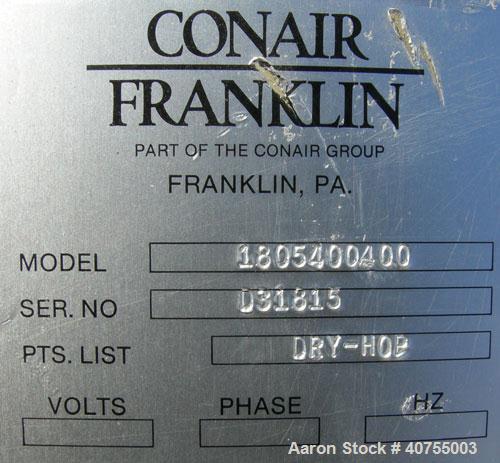 CONAIR
FRANKLIN
PART OF THE CONAIR GROUP
FRANKLIN, PA.
MODEL 1805400400
SER. NO D31815
PTS. LIST DRY-HOP
VOLTS PHASE HZ
Aaron Stock # 40755003